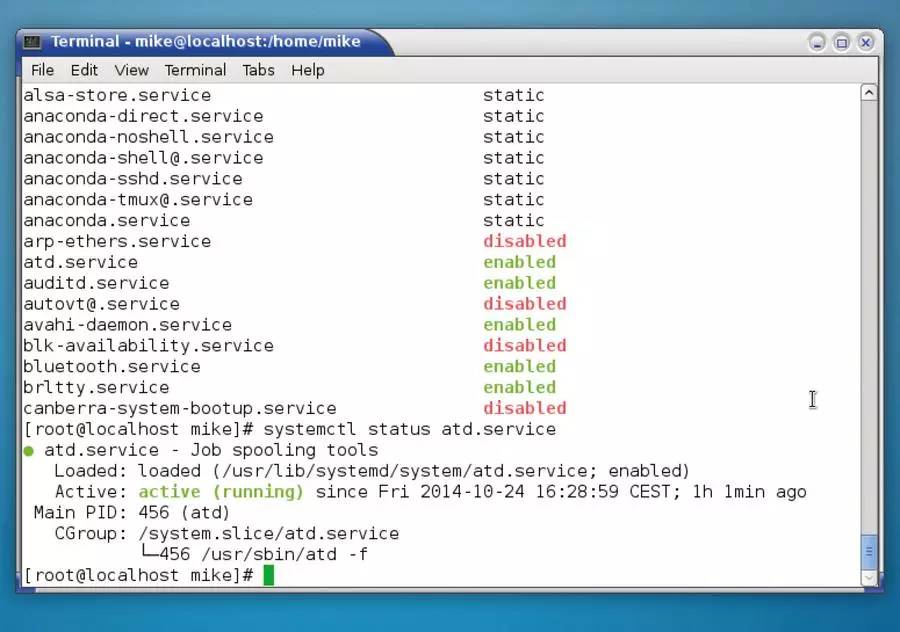 Terminal - mike@localhost:/home/mike
File Edit View Terminal Tabs Help
alsa-store.service static
anaconda-direct.service static
anaconda-noshell.service static
anaconda-shell@.service static
anaconda-sshd.service static
anaconda-tmux@.service static
anaconda.service static
arp-ethers.service disabled
atd.service enabled
auditd.service enabled
autovt@.service disabled
avahi-daemon.service enabled
blk-availability.service disabled
bluetooth.service enabled
brltty.service enabled
canberra-system-bootup.service disabled
[root@localhost mike]# systemctl status atd.service
● atd.service - Job spooling tools
Loaded: loaded (/usr/lib/systemd/system/atd.service; enabled)
Active: active (running) since Fri 2014-10-24 16:28:59 CEST; 1h 1min ago
Main PID: 456 (atd)
CGroup: /system.slice/atd.service
└─456 /usr/sbin/atd -f
[root@localhost mike]#